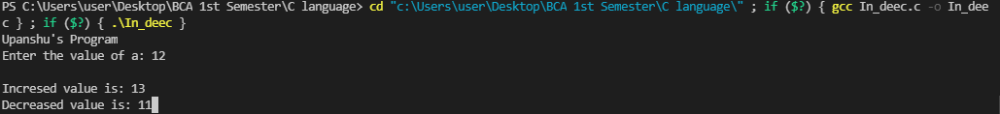 PS C:\Users\user\Desktop\BCA 1st Semester\C language> cd "c:\Users\user\Desktop\BCA 1st Semester\C language\" ; if ($?) { gcc In_deec.c -o In_dee
c } ; if ($?) { .\In_deec }
Upanshu's Program
Enter the value of a: 12

Incresed value is: 13
Decreased value is: 11